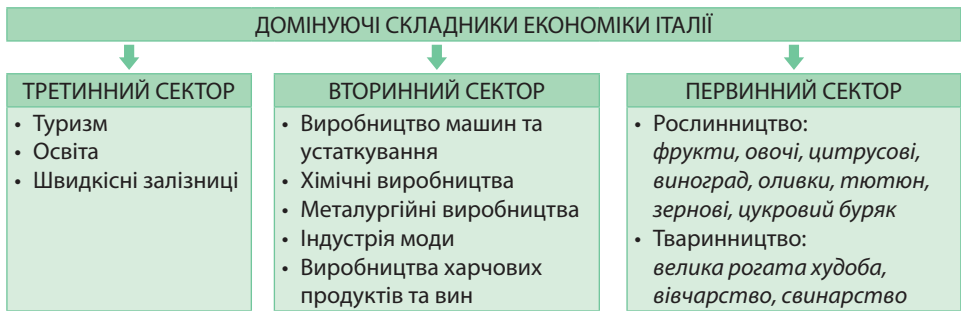 ДОМІНУЮЧІ СКЛАДНИКИ ЕКОНОМІКИ ІТАЛІЇ
ТРЕТИННИЙ СЕКТОР
• Туризм
• Освіта
• Швидкісні залізниці
ВТОРИННИЙ СЕКТОР
• Виробництво машин та
устаткування
• Хімічні виробництва
• Металургійні виробництва
• Індустрія моди
• Виробництва харчових
продуктів та вин
ПЕРВИННИЙ СЕКТОР
• Рослинництво:
фрукти, овочі, цитрусові,
виноград, оливки, тютюн,
зернові, цукровий буряк
• Тваринництво:
велика рогата худоба,
вівчарство, свинарство